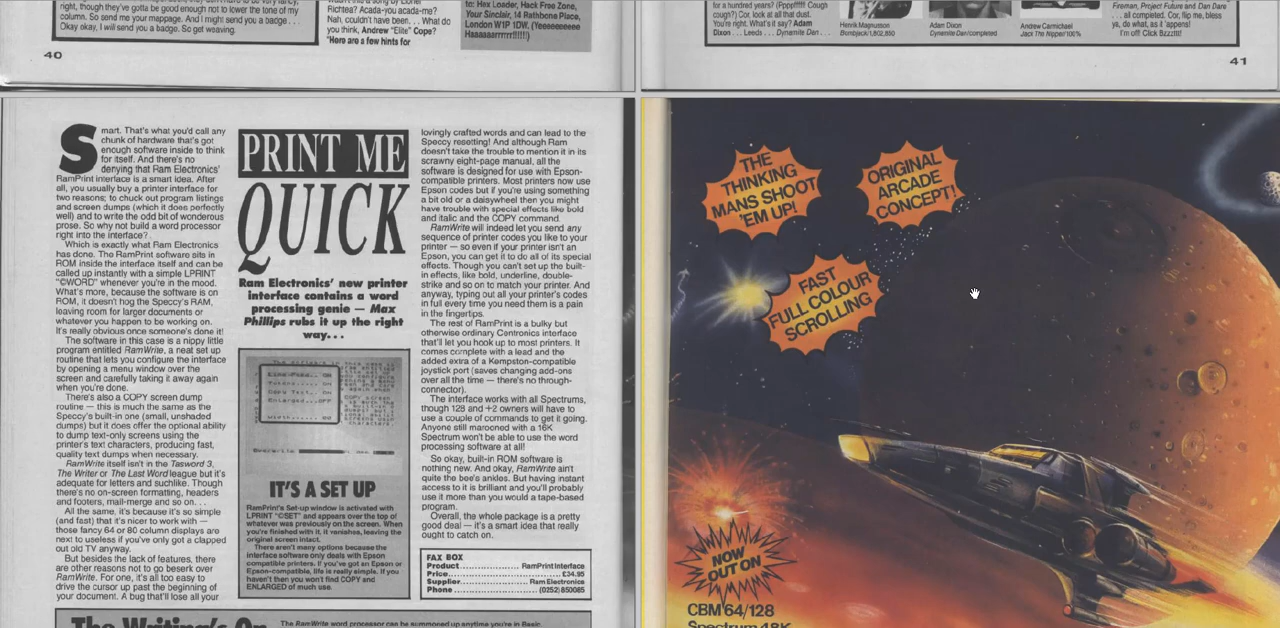 right, though they've gotta be good enough not to lower the tone of my
column. So send me your mappage. And I might send you a badge . . .
Okay okay, I will send you a badge. So get weaving.
Richtea? Acada-you acada-me?
Nah, couldn't have been. . . What do
you think, Andrew "Elite" Cope?
"Here are a few hints for
to: Hex Loader, Hack Free Zone,
Your Sinclair, 14 Rathbone Place,
London W1P 1DW. (Yeeeeeeeee
Haaaaaarrrrrr!!!!!)
40
for a hundred years? (Pppffffff! Cough
cough?) Cor, look at all that dust.
You're right. What's it say? Adam
Dixon . . . Leeds . . . Dynamite Dan . . .
Henrik Magnusson
Bombjack/1,802,850
Adam Dixon
Dynamite Dan/completed
Andrew Carmichael
Jack The Nipper/100%
Fireman, Project Future and Dan Dare
. . . all completed. Cor, flip me, bless
ya, do what, as it 'appens!
I'm off! Click Bzzzttt!
41
Smart. That's what you'd call any
chunk of hardware that's got
enough software inside to think
for itself. And there's no
denying that Ram Electronics'
RamPrint interface is a smart idea. After
all, you usually buy a printer interface for
two reasons; to chuck out program listings
and screen dumps (which it does perfectly
well) and to write the odd bit of wonderous
prose. So why not build a word processor
right into the interface?
Which is exactly what Ram Electronics
has done. The RamPrint software sits in
ROM inside the interface itself and can be
called up instantly with a simple LPRINT
"©WORD" whenever you're in the mood.
What's more, because the software is on
ROM, it doesn't hog the Speccy's RAM,
leaving room for larger documents or
whatever you happen to be working on.
It's really obvious once someone's done it!
The software in this case is a nippy little
program entitled RamWrite, a neat set up
routine that lets you configure the interface
by opening a menu window over the
screen and carefully taking it away again
when you're done.
There's also a COPY screen dump
routine — this is much the same as the
Speccy's built-in one (small, unshaded
dumps) but it does offer the optional ability
to dump text-only screens using the
printer's text characters, producing fast,
quality text dumps when necessary.
RamWrite itself isn't in the Tasword 3,
The Writer or The Last Word league but it's
adequate for letters and suchlike. Though
there's no on-screen formatting, headers
and footers, mail-merge and so on. . .
All the same, it's because it's so simple
(and fast) that it's nicer to work with —
those fancy 64 or 80 column displays are
next to useless if you've only got a clapped
out old TV anyway.
But besides the lack of features, there
are other reasons not to go beserk over
RamWrite. For one, it's all too easy to
drive the cursor up past the beginning of
your document. A bug that'll lose all your
PRINT ME
QUICK
Ram Electronics' new printer
interface contains a word
processing genie — Max
Phillips rubs it up the right
way. . .
IT'S A SET UP
RamPrint's Set-up window is activated with
LPRINT "©SET" and appears over the top of
whatever was previously on the screen. When
you're finished with it, it vanishes, leaving the
original screen intact.
There aren't many options because the
interface software only deals with Epson
compatible printers. If you've got an Epson or
Epson-compatible, life is really simple. If you
haven't then you won't find COPY and
ENLARGED of much use.
lovingly crafted words and can lead to the
Speccy resetting! And although Ram
doesn't take the trouble to mention it in its
scrawny eight-page manual, all the
software is designed for use with Epson-
compatible printers. Most printers now use
Epson codes but if you're using something
a bit old or a daisywheel then you might
have trouble with special effects like bold
and italic and the COPY command.
RamWrite will indeed let you send any
sequence of printer codes you like to your
printer — so even if your printer isn't an
Epson, you can get it to do all of its special
effects. Though you can't set up the built-
in effects, like bold, underline, double-
strike and so on to match your printer. And
anyway, typing out all your printer's codes
in full every time you need them is a pain
in the fingertips.
The rest of RamPrint is a bulky but
otherwise ordinary Centronics interface
that'll let you hook up to most printers. It
comes complete with a lead and the
added extra of a Kempston-compatible
joystick port (saves changing add-ons
over all the time — there's no through-
connector).
The interface works with all Spectrums,
though 128 and +2 owners will have to
use a couple of commands to get it going.
Anyone still marooned with a 16K
Spectrum won't be able to use the word
processing software at all!
So okay, built-in ROM software is
nothing new. And okay, RamWrite ain't
quite the bee's ankles. But having instant
access to it is brilliant and you'll probably
use it more than you would a tape-based
program.
Overall, the whole package is a pretty
good deal — it's a smart idea that really
ought to catch on.
FAX BOX
Product . . . . . . . . . . . . . . . RamPrint Interface
Price . . . . . . . . . . . . . . . £34.95
Supplier . . . . . . . . . . . . . . . Ram Electronics
Phone . . . . . . . . . . . . . . . (0252) 850085
The Writing's On
The RamWrite word processor can be summoned up anytime you're in Basic.
THE
THINKING
MANS SHOOT
'EM UP!
ORIGINAL
ARCADE
CONCEPT!
FAST
FULL COLOUR
SCROLLING
NOW
OUT ON
CBM 64/128
Spectrum 48K